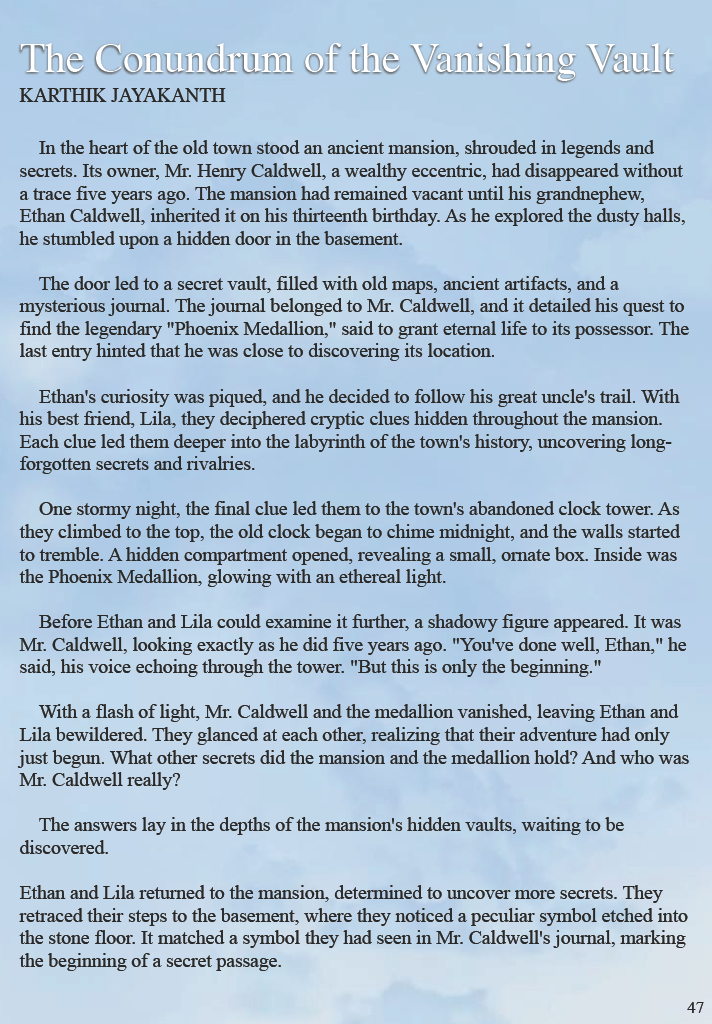 The Conundrum of the Vanishing Vault
KARTHIK JAYAKANTH
In the heart of the old town stood an ancient mansion, shrouded in legends and
secrets. Its owner, Mr. Henry Caldwell, a wealthy eccentric, had disappeared without
a trace five years ago. The mansion had remained vacant until his grandnephew,
Ethan Caldwell, inherited it on his thirteenth birthday. As he explored the dusty halls,
he stumbled upon a hidden door in the basement.
The door led to a secret vault, filled with old maps, ancient artifacts, and a
mysterious journal. The journal belonged to Mr. Caldwell, and it detailed his quest to
find the legendary "Phoenix Medallion," said to grant eternal life to its possessor. The
last entry hinted that he was close to discovering its location.
Ethan's curiosity was piqued, and he decided to follow his great uncle's trail. With
his best friend, Lila, they deciphered cryptic clues hidden throughout the mansion.
Each clue led them deeper into the labyrinth of the town's history, uncovering long-
forgotten secrets and rivalries.
One stormy night, the final clue led them to the town's abandoned clock tower. As
they climbed to the top, the old clock began to chime midnight, and the walls started
to tremble. A hidden compartment opened, revealing a small, ornate box. Inside was
the Phoenix Medallion, glowing with an ethereal light.
Before Ethan and Lila could examine it further, a shadowy figure appeared. It was
Mr. Caldwell, looking exactly as he did five years ago. "You've done well, Ethan," he
said, his voice echoing through the tower. "But this is only the beginning."
With a flash of light, Mr. Caldwell and the medallion vanished, leaving Ethan and
Lila bewildered. They glanced at each other, realizing that their adventure had only
just begun. What other secrets did the mansion and the medallion hold? And who was
Mr. Caldwell really?
The answers lay in the depths of the mansion's hidden vaults, waiting to be
discovered.
Ethan and Lila returned to the mansion, determined to uncover more secrets. They
retraced their steps to the basement, where they noticed a peculiar symbol etched into
the stone floor. It matched a symbol they had seen in Mr. Caldwell's journal, marking
the beginning of a secret passage.
47